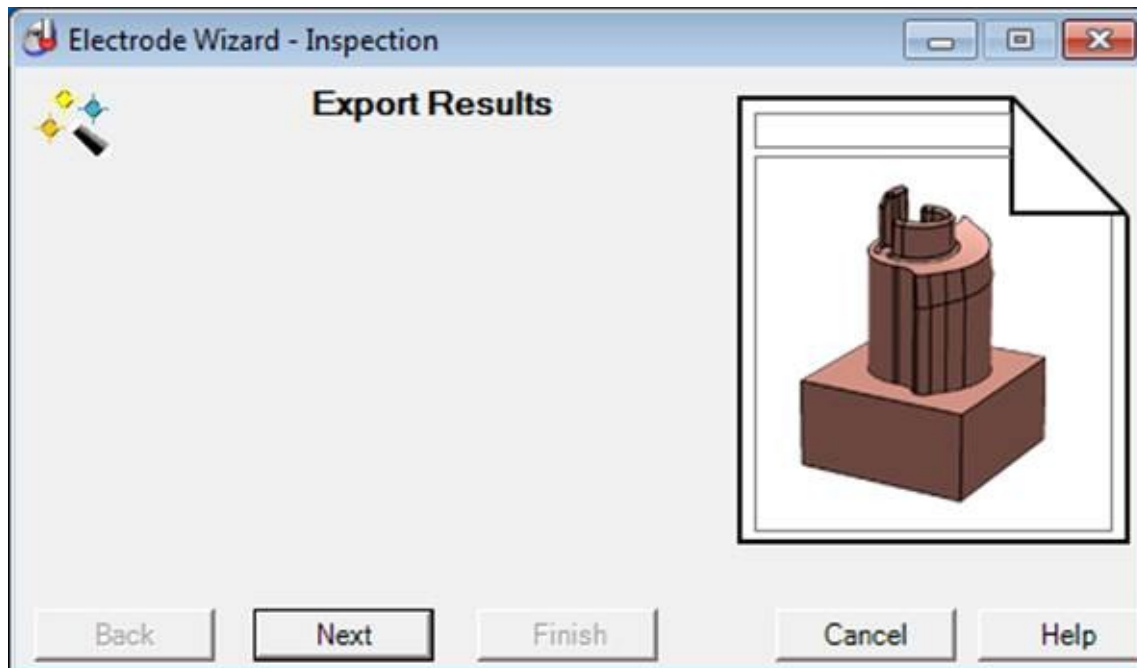 Electrode Wizard - Inspection
Export Results
Back Next Finish Cancel Help